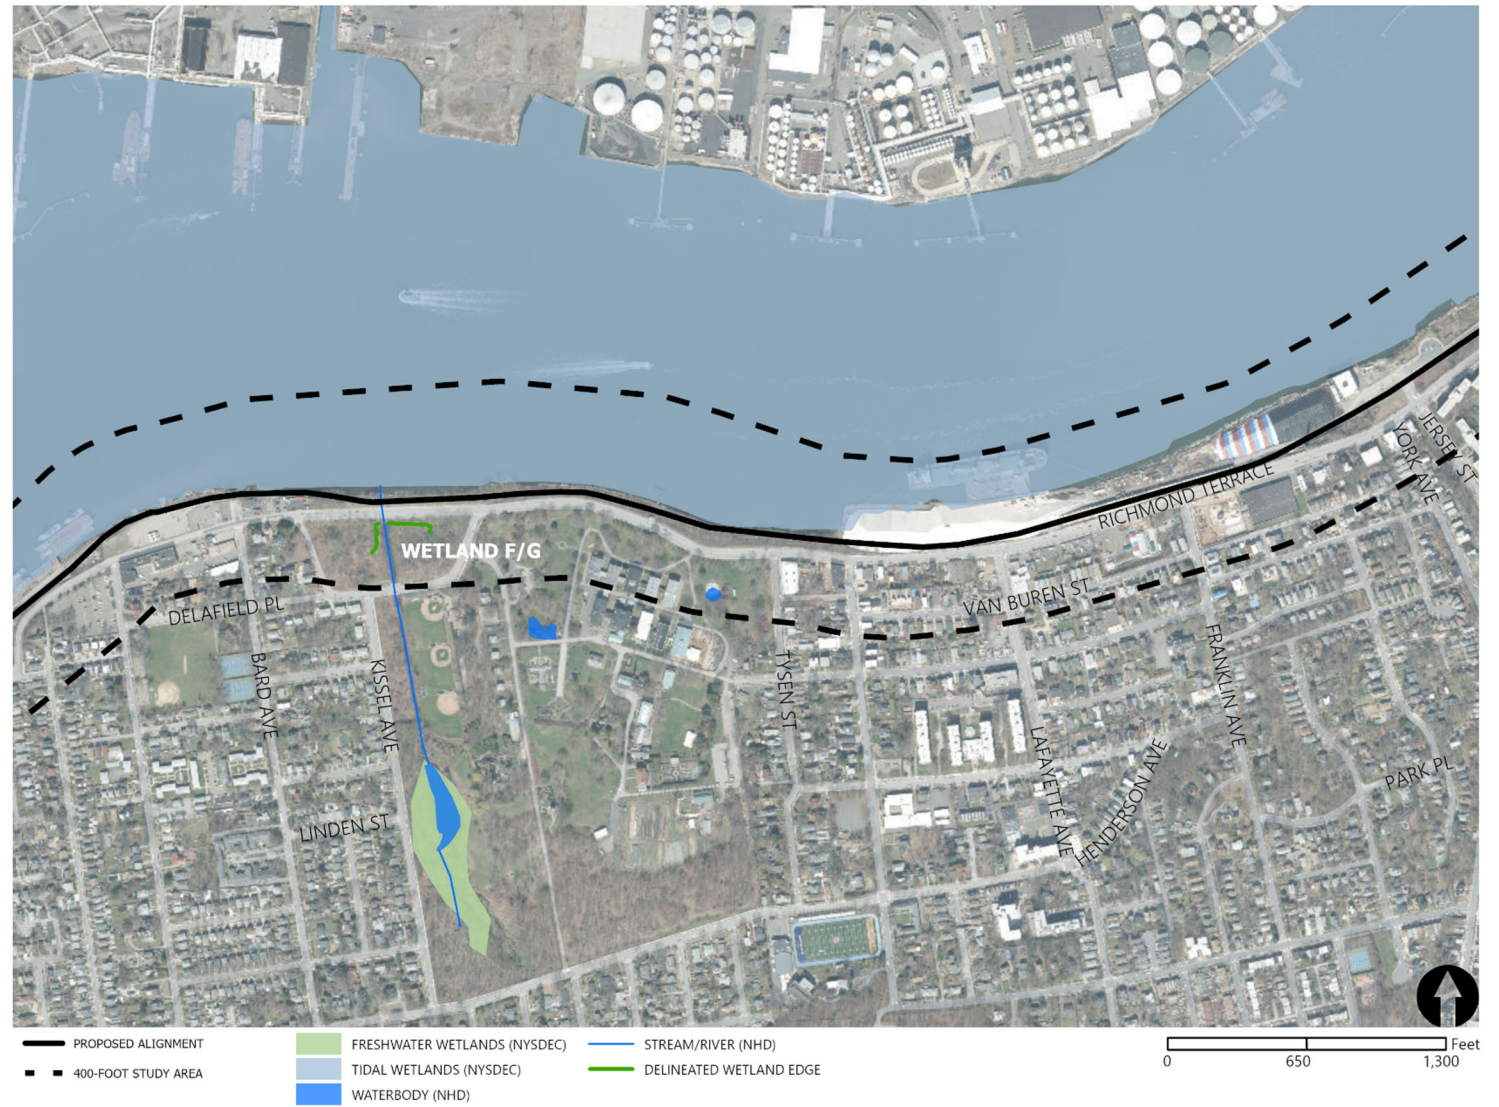 WETLAND F/G
JERSEY ST
YORK AVE
RICHMOND TERRACE
VAN BUREN ST
DELAFIELD PL
BARD AVE
KISSEL AVE
TYSEN ST
FRANKLIN AVE
LAFAYETTE AVE
HENDERSON AVE
PARK PL
LINDEN ST
PROPOSED ALIGNMENT
400-FOOT STUDY AREA
FRESHWATER WETLANDS (NYSDEC)
TIDAL WETLANDS (NYSDEC)
WATERBODY (NHD)
STREAM/RIVER (NHD)
DELINEATED WETLAND EDGE
Feet
0 650 1,300